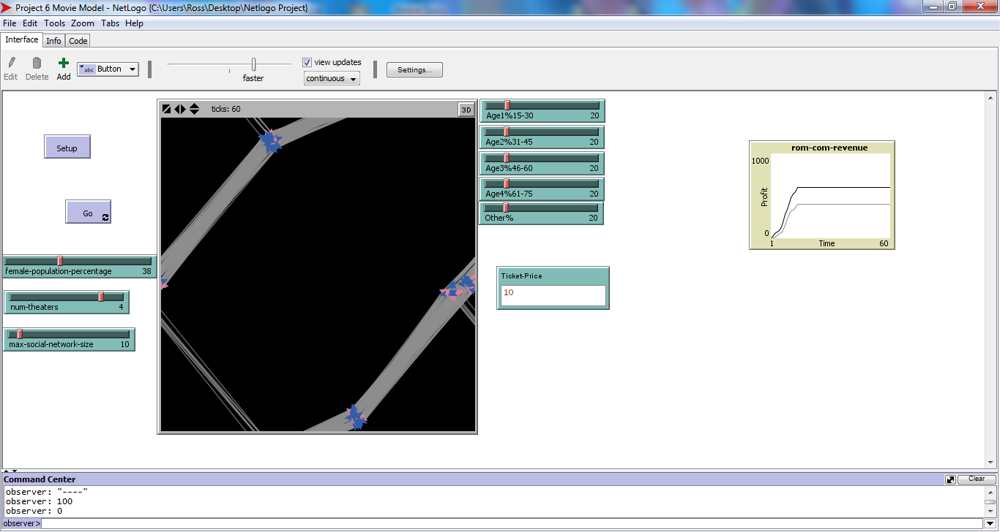 Project 6 Movie Model - NetLogo {C:\Users\Ross\Desktop\Netlogo Project}
File Edit Tools Zoom Tabs Help
Interface Info Code
Edit Delete Add abc Button faster view updates continuous Settings...
ticks: 60 3D
Setup
Go
female-population-percentage 38
num-theaters 4
max-social-network-size 10
Age1%15-30 20
Age2%31-45 20
Age3%46-60 20
Age4%61-75 20
Other% 20
Ticket-Price
10
rom-com-revenue
1000
Profit
0
1 Time 60
Command Center Clear
observer: "----"
observer: 100
observer: 0
observer>